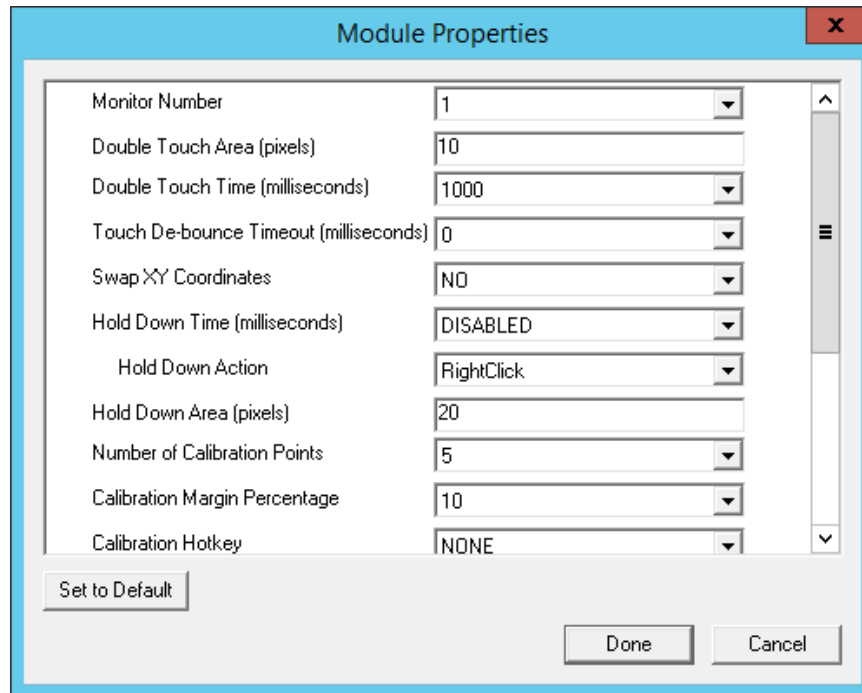 Module Properties
x
Monitor Number 1
Double Touch Area (pixels) 10
Double Touch Time (milliseconds) 1000
Touch De-bounce Timeout (milliseconds) 0
Swap XY Coordinates NO
Hold Down Time (milliseconds) DISABLED
Hold Down Action RightClick
Hold Down Area (pixels) 20
Number of Calibration Points 5
Calibration Margin Percentage 10
Calibration Hotkey NONE
Set to Default
Done Cancel